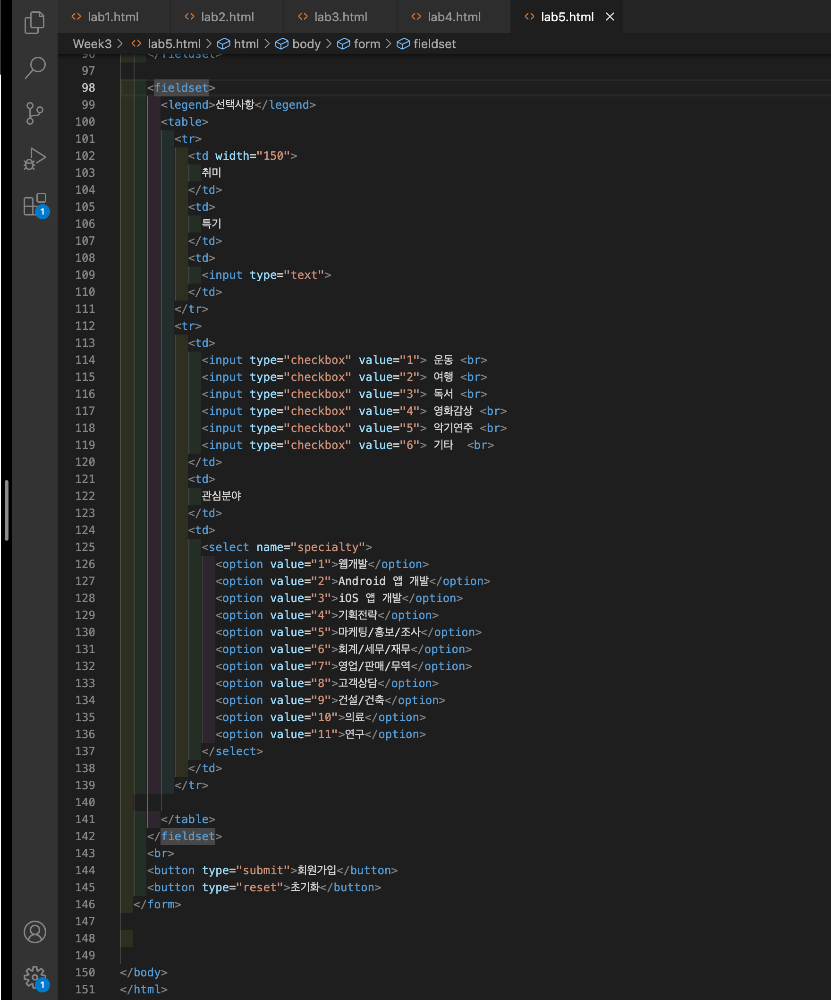 lab1.html lab2.html lab3.html lab4.html lab5.html
Week3 > lab5.html > html > body > form > fieldset
96 </fieldset>
97
98 <fieldset>
99 <legend>선택사항</legend>
100 <table>
101 <tr>
102 <td width="150">
103 취미
104 </td>
105 <td>
106 특기
107 </td>
108 <td>
109 <input type="text">
110 </td>
111 </tr>
112 <tr>
113 <td>
114 <input type="checkbox" value="1"> 운동 <br>
115 <input type="checkbox" value="2"> 여행 <br>
116 <input type="checkbox" value="3"> 독서 <br>
117 <input type="checkbox" value="4"> 영화감상 <br>
118 <input type="checkbox" value="5"> 악기연주 <br>
119 <input type="checkbox" value="6"> 기타  <br>
120 </td>
121 <td>
122 관심분야
123 </td>
124 <td>
125 <select name="specialty">
126 <option value="1">웹개발</option>
127 <option value="2">Android 앱 개발</option>
128 <option value="3">iOS 앱 개발</option>
129 <option value="4">기획전략</option>
130 <option value="5">마케팅/홍보/조사</option>
131 <option value="6">회계/세무/재무</option>
132 <option value="7">영업/판매/무역</option>
133 <option value="8">고객상담</option>
134 <option value="9">건설/건축</option>
135 <option value="10">의료</option>
136 <option value="11">연구</option>
137 </select>
138 </td>
139 </tr>
140
141 </table>
142 </fieldset>
143 <br>
144 <button type="submit">회원가입</button>
145 <button type="reset">초기화</button>
146 </form>
147
148
149
150 </body>
151 </html>
1
1